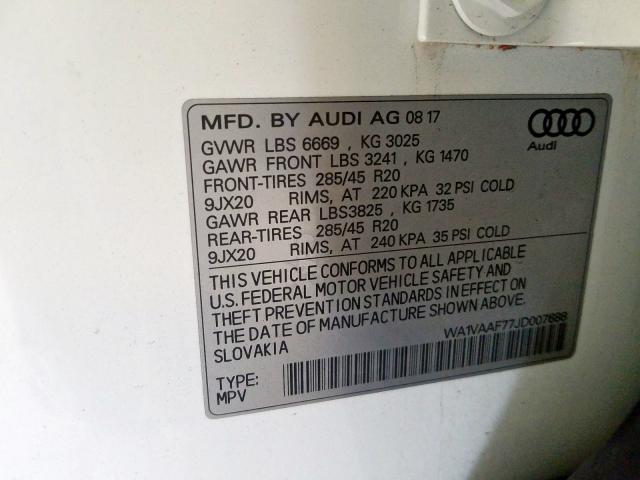 MFD. BY AUDI AG 08 17
Audi
GVWR LBS 6669 , KG 3025
GAWR FRONT LBS 3241 , KG 1470
FRONT-TIRES 285/45 R20
9JX20 RIMS, AT 220 KPA 32 PSI COLD
GAWR REAR LBS3825 , KG 1735
REAR-TIRES 285/45 R20
9JX20 RIMS, AT 240 KPA 35 PSI COLD
THIS VEHICLE CONFORMS TO ALL APPLICABLE
U.S. FEDERAL MOTOR VEHICLE SAFETY AND
THEFT PREVENTION STANDARDS IN EFFECT ON
THE DATE OF MANUFACTURE SHOWN ABOVE.
SLOVAKIA
WA1VAAF77JD007688
TYPE:
MPV